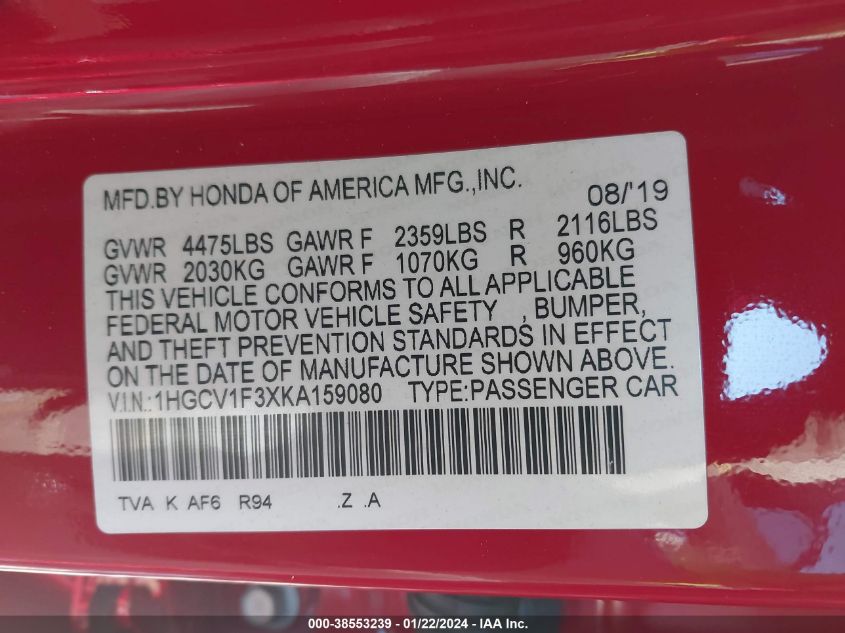 MFD.BY HONDA OF AMERICA MFG.,INC. 08/'19
GVWR 4475LBS GAWR F 2359LBS R 2116LBS
GVWR 2030KG GAWR F 1070KG R 960KG
THIS VEHICLE CONFORMS TO ALL APPLICABLE
FEDERAL MOTOR VEHICLE SAFETY , BUMPER,
AND THEFT PREVENTION STANDARDS IN EFFECT
ON THE DATE OF MANUFACTURE SHOWN ABOVE.
V.I.N.:1HGCV1F3XKA159080 TYPE:PASSENGER CAR
TVA K AF6 R94 .Z .A
000-38553239 - 01/22/2024 - IAA Inc.